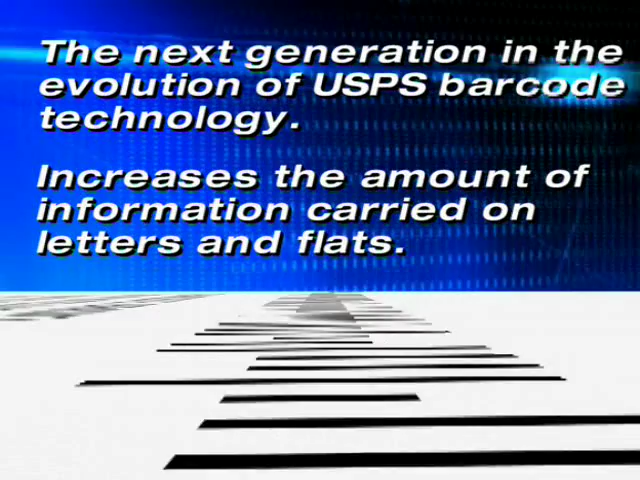 The next generation in the
evolution of USPS barcode
technology.
Increases the amount of
information carried on
letters and flats.